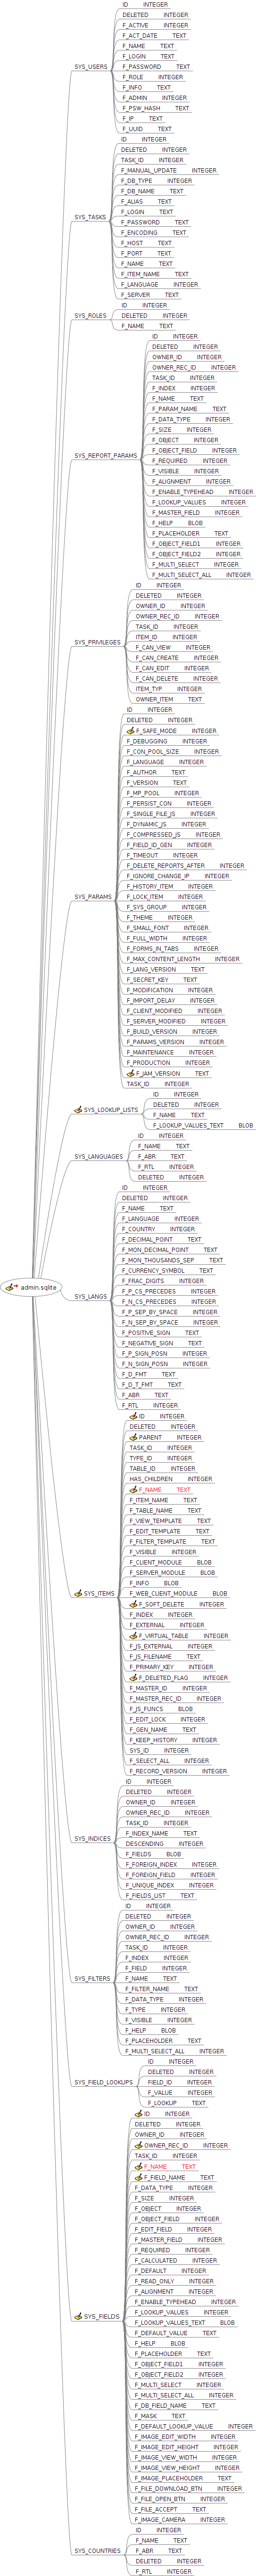 admin.sqlite
SYS_USERS
ID INTEGER
DELETED INTEGER
F_ACTIVE INTEGER
F_ACT_DATE TEXT
F_NAME TEXT
F_LOGIN TEXT
F_PASSWORD TEXT
F_ROLE INTEGER
F_INFO TEXT
F_ADMIN INTEGER
F_PSW_HASH TEXT
F_IP TEXT
F_UUID TEXT
SYS_TASKS
ID INTEGER
DELETED INTEGER
TASK_ID INTEGER
F_MANUAL_UPDATE INTEGER
F_DB_TYPE INTEGER
F_DB_NAME TEXT
F_ALIAS TEXT
F_LOGIN TEXT
F_PASSWORD TEXT
F_ENCODING TEXT
F_HOST TEXT
F_PORT TEXT
F_NAME TEXT
F_ITEM_NAME TEXT
F_LANGUAGE INTEGER
F_SERVER TEXT
SYS_ROLES
ID INTEGER
DELETED INTEGER
F_NAME TEXT
SYS_REPORT_PARAMS
ID INTEGER
DELETED INTEGER
OWNER_ID INTEGER
OWNER_REC_ID INTEGER
TASK_ID INTEGER
F_INDEX INTEGER
F_NAME TEXT
F_PARAM_NAME TEXT
F_DATA_TYPE INTEGER
F_SIZE INTEGER
F_OBJECT INTEGER
F_OBJECT_FIELD INTEGER
F_REQUIRED INTEGER
F_VISIBLE INTEGER
F_ALIGNMENT INTEGER
F_ENABLE_TYPEHEAD INTEGER
F_LOOKUP_VALUES INTEGER
F_MASTER_FIELD INTEGER
F_HELP BLOB
F_PLACEHOLDER TEXT
F_OBJECT_FIELD1 INTEGER
F_OBJECT_FIELD2 INTEGER
F_MULTI_SELECT INTEGER
F_MULTI_SELECT_ALL INTEGER
SYS_PRIVILEGES
ID INTEGER
DELETED INTEGER
OWNER_ID INTEGER
OWNER_REC_ID INTEGER
TASK_ID INTEGER
ITEM_ID INTEGER
F_CAN_VIEW INTEGER
F_CAN_CREATE INTEGER
F_CAN_EDIT INTEGER
F_CAN_DELETE INTEGER
ITEM_TYP INTEGER
OWNER_ITEM TEXT
SYS_PARAMS
ID INTEGER
DELETED INTEGER
F_SAFE_MODE INTEGER
F_DEBUGGING INTEGER
F_CON_POOL_SIZE INTEGER
F_LANGUAGE INTEGER
F_AUTHOR TEXT
F_VERSION TEXT
F_MP_POOL INTEGER
F_PERSIST_CON INTEGER
F_SINGLE_FILE_JS INTEGER
F_DYNAMIC_JS INTEGER
F_COMPRESSED_JS INTEGER
F_FIELD_ID_GEN INTEGER
F_TIMEOUT INTEGER
F_DELETE_REPORTS_AFTER INTEGER
F_IGNORE_CHANGE_IP INTEGER
F_HISTORY_ITEM INTEGER
F_LOCK_ITEM INTEGER
F_SYS_GROUP INTEGER
F_THEME INTEGER
F_SMALL_FONT INTEGER
F_FULL_WIDTH INTEGER
F_FORMS_IN_TABS INTEGER
F_MAX_CONTENT_LENGTH INTEGER
F_LANG_VERSION TEXT
F_SECRET_KEY TEXT
F_MODIFICATION INTEGER
F_IMPORT_DELAY INTEGER
F_CLIENT_MODIFIED INTEGER
F_SERVER_MODIFIED INTEGER
F_BUILD_VERSION INTEGER
F_PARAMS_VERSION INTEGER
F_MAINTENANCE INTEGER
F_PRODUCTION INTEGER
F_JAM_VERSION TEXT
TASK_ID INTEGER
SYS_LOOKUP_LISTS
ID INTEGER
DELETED INTEGER
F_NAME TEXT
F_LOOKUP_VALUES_TEXT BLOB
SYS_LANGUAGES
ID INTEGER
F_NAME TEXT
F_ABR TEXT
F_RTL INTEGER
DELETED INTEGER
SYS_LANGS
ID INTEGER
DELETED INTEGER
F_NAME TEXT
F_LANGUAGE INTEGER
F_COUNTRY INTEGER
F_DECIMAL_POINT TEXT
F_MON_DECIMAL_POINT TEXT
F_MON_THOUSANDS_SEP TEXT
F_CURRENCY_SYMBOL TEXT
F_FRAC_DIGITS INTEGER
F_P_CS_PRECEDES INTEGER
F_N_CS_PRECEDES INTEGER
F_P_SEP_BY_SPACE INTEGER
F_N_SEP_BY_SPACE INTEGER
F_POSITIVE_SIGN TEXT
F_NEGATIVE_SIGN TEXT
F_P_SIGN_POSN INTEGER
F_N_SIGN_POSN INTEGER
F_D_FMT TEXT
F_D_T_FMT TEXT
F_ABR TEXT
F_RTL INTEGER
SYS_ITEMS
ID INTEGER
DELETED INTEGER
PARENT INTEGER
TASK_ID INTEGER
TYPE_ID INTEGER
TABLE_ID INTEGER
HAS_CHILDREN INTEGER
F_NAME TEXT
F_ITEM_NAME TEXT
F_TABLE_NAME TEXT
F_VIEW_TEMPLATE TEXT
F_EDIT_TEMPLATE TEXT
F_FILTER_TEMPLATE TEXT
F_VISIBLE INTEGER
F_CLIENT_MODULE BLOB
F_SERVER_MODULE BLOB
F_INFO BLOB
F_WEB_CLIENT_MODULE BLOB
F_SOFT_DELETE INTEGER
F_INDEX INTEGER
F_EXTERNAL INTEGER
F_VIRTUAL_TABLE INTEGER
F_JS_EXTERNAL INTEGER
F_JS_FILENAME TEXT
F_PRIMARY_KEY INTEGER
F_DELETED_FLAG INTEGER
F_MASTER_ID INTEGER
F_MASTER_REC_ID INTEGER
F_JS_FUNCS BLOB
F_EDIT_LOCK INTEGER
F_GEN_NAME TEXT
F_KEEP_HISTORY INTEGER
SYS_ID INTEGER
F_SELECT_ALL INTEGER
F_RECORD_VERSION INTEGER
SYS_INDICES
ID INTEGER
DELETED INTEGER
OWNER_ID INTEGER
OWNER_REC_ID INTEGER
TASK_ID INTEGER
F_INDEX_NAME TEXT
DESCENDING INTEGER
F_FIELDS BLOB
F_FOREIGN_INDEX INTEGER
F_FOREIGN_FIELD INTEGER
F_UNIQUE_INDEX INTEGER
F_FIELDS_LIST TEXT
SYS_FILTERS
ID INTEGER
DELETED INTEGER
OWNER_ID INTEGER
OWNER_REC_ID INTEGER
TASK_ID INTEGER
F_INDEX INTEGER
F_FIELD INTEGER
F_NAME TEXT
F_FILTER_NAME TEXT
F_DATA_TYPE INTEGER
F_TYPE INTEGER
F_VISIBLE INTEGER
F_HELP BLOB
F_PLACEHOLDER TEXT
F_MULTI_SELECT_ALL INTEGER
SYS_FIELD_LOOKUPS
ID INTEGER
DELETED INTEGER
FIELD_ID INTEGER
F_VALUE INTEGER
F_LOOKUP TEXT
SYS_FIELDS
ID INTEGER
DELETED INTEGER
OWNER_ID INTEGER
OWNER_REC_ID INTEGER
TASK_ID INTEGER
F_NAME TEXT
F_FIELD_NAME TEXT
F_DATA_TYPE INTEGER
F_SIZE INTEGER
F_OBJECT INTEGER
F_OBJECT_FIELD INTEGER
F_EDIT_FIELD INTEGER
F_MASTER_FIELD INTEGER
F_REQUIRED INTEGER
F_CALCULATED INTEGER
F_DEFAULT INTEGER
F_READ_ONLY INTEGER
F_ALIGNMENT INTEGER
F_ENABLE_TYPEHEAD INTEGER
F_LOOKUP_VALUES INTEGER
F_LOOKUP_VALUES_TEXT BLOB
F_DEFAULT_VALUE TEXT
F_HELP BLOB
F_PLACEHOLDER TEXT
F_OBJECT_FIELD1 INTEGER
F_OBJECT_FIELD2 INTEGER
F_MULTI_SELECT INTEGER
F_MULTI_SELECT_ALL INTEGER
F_DB_FIELD_NAME TEXT
F_MASK TEXT
F_DEFAULT_LOOKUP_VALUE INTEGER
F_IMAGE_EDIT_WIDTH INTEGER
F_IMAGE_EDIT_HEIGHT INTEGER
F_IMAGE_VIEW_WIDTH INTEGER
F_IMAGE_VIEW_HEIGHT INTEGER
F_IMAGE_PLACEHOLDER TEXT
F_FILE_DOWNLOAD_BTN INTEGER
F_FILE_OPEN_BTN INTEGER
F_FILE_ACCEPT TEXT
F_IMAGE_CAMERA INTEGER
SYS_COUNTRIES
ID INTEGER
F_NAME TEXT
F_ABR TEXT
DELETED INTEGER
F_RTL INTEGER